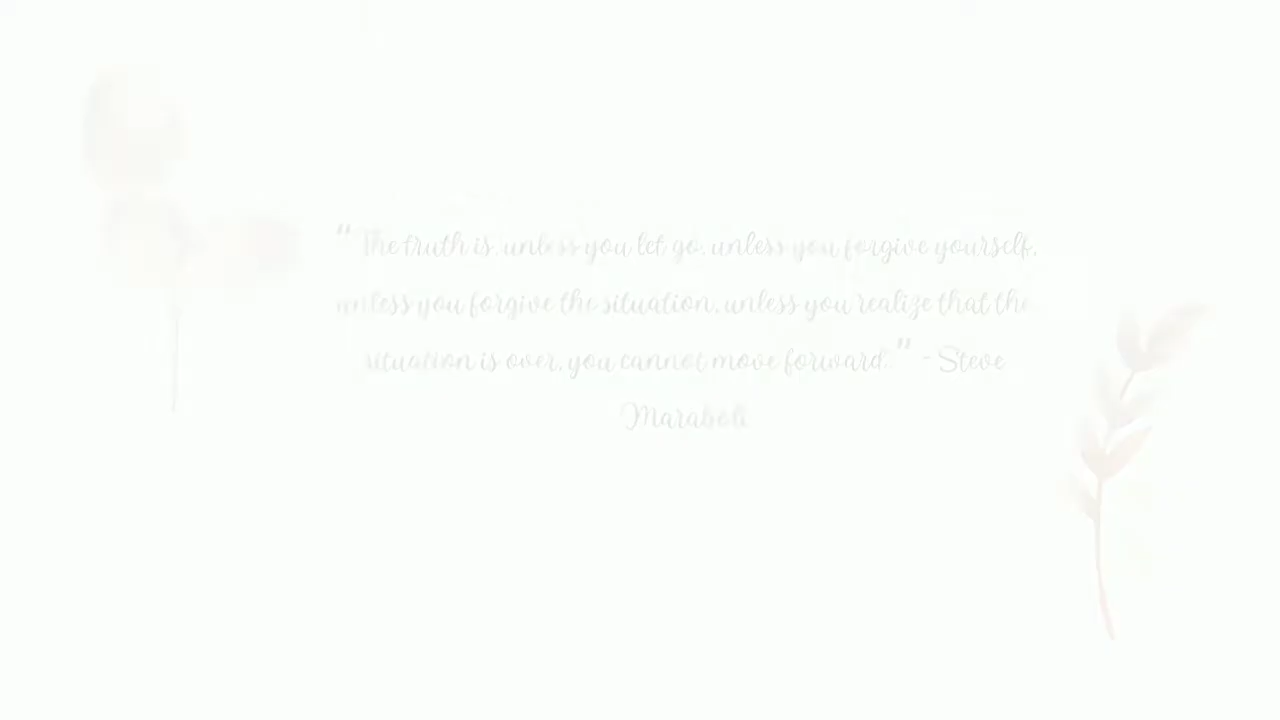 “The truth is, unless you let go, unless you forgive yourself,
unless you forgive the situation, unless you realize that the
situation is over, you cannot move forward.” - Steve
Maraboli